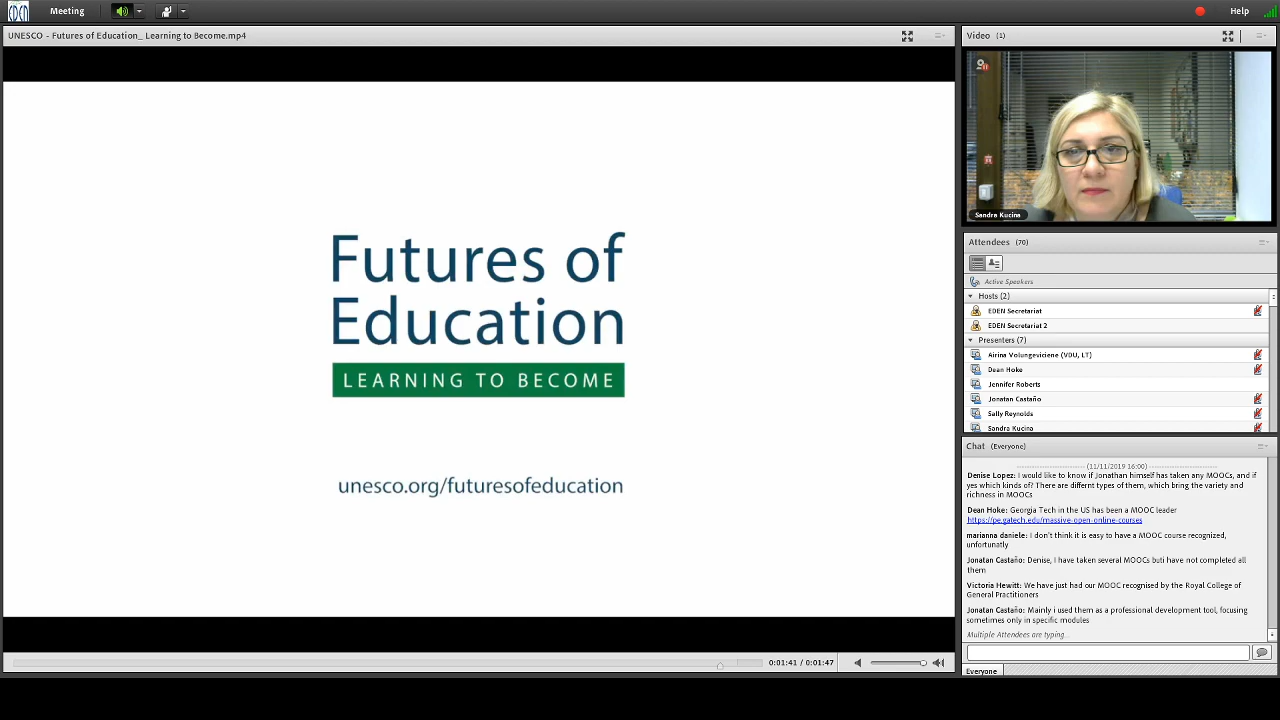 EDEN
Meeting
Help
UNESCO - Futures of Education_ Learning to Become.mp4
Futures of
Education
LEARNING TO BECOME
unesco.org/futuresofeducation
0:01:41 / 0:01:47
Video (1)
Sandra Kucina
Attendees (70)
Active Speakers
Hosts (2)
EDEN Secretariat
EDEN Secretariat 2
Presenters (7)
Airina Volungeviciene (VDU, LT)
Dean Hoke
Jennifer Roberts
Jonatan Castaño
Sally Reynolds
Sandra Kucina
Chat (Everyone)
(11/11/2019 16:00)
Denise Lopez: I would like to know if Jonathan himself has taken any MOOCs, and if
yes which kinds of? There are differnt types of them, which bring the variety and
richness in MOOCs
Dean Hoke: Georgia Tech in the US has been a MOOC leader
https://pe.gatech.edu/massive-open-online-courses
marianna daniele: I don't think it is easy to have a MOOC course recognized,
unfortunatly
Jonatan Castaño: Denise, I have taken several MOOCs buti have not completed all
them
Victoria Hewitt: We have just had our MOOC recognised by the Royal College of
General Practitioners
Jonatan Castaño: Mainly i used them as a professional development tool, focusing
sometimes only in specific modules
Multiple Attendees are typing...
Everyone